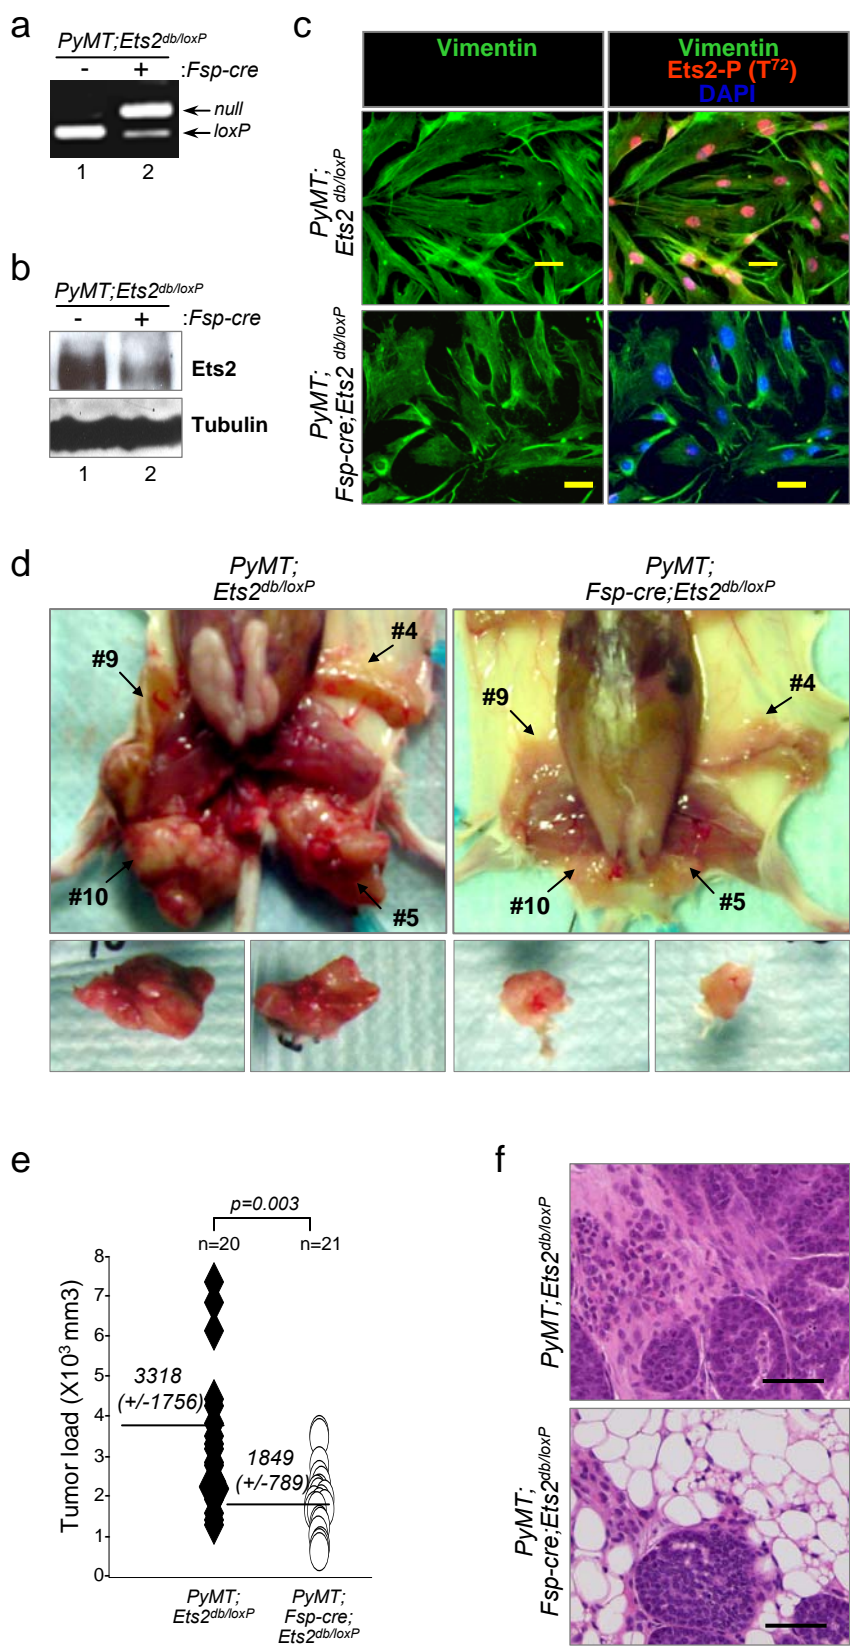 a
PyMT;Ets2db/loxP
- + :Fsp-cre
null
loxP
1 2
b
PyMT;Ets2db/loxP
- + :Fsp-cre
Ets2
Tubulin
1 2
c
Vimentin
Vimentin
Ets2-P (T72)
DAPI
PyMT;
Ets2 db/loxP
PyMT;
Fsp-cre;Ets2 db/loxP
d
PyMT;
Ets2db/loxP
PyMT;
Fsp-cre;Ets2db/loxP
#9
#4
#10
#5
#9
#4
#10
#5
e
p=0.003
n=20 n=21
Tumor load (X103 mm3)
8
7
6
5
4
3
2
1
0
3318
(+/-1756)
1849
(+/-789)
PyMT;
Ets2db/loxP
PyMT;
Fsp-cre;
Ets2db/loxP
f
PyMT;Ets2db/loxP
PyMT;
Fsp-cre;Ets2db/loxP